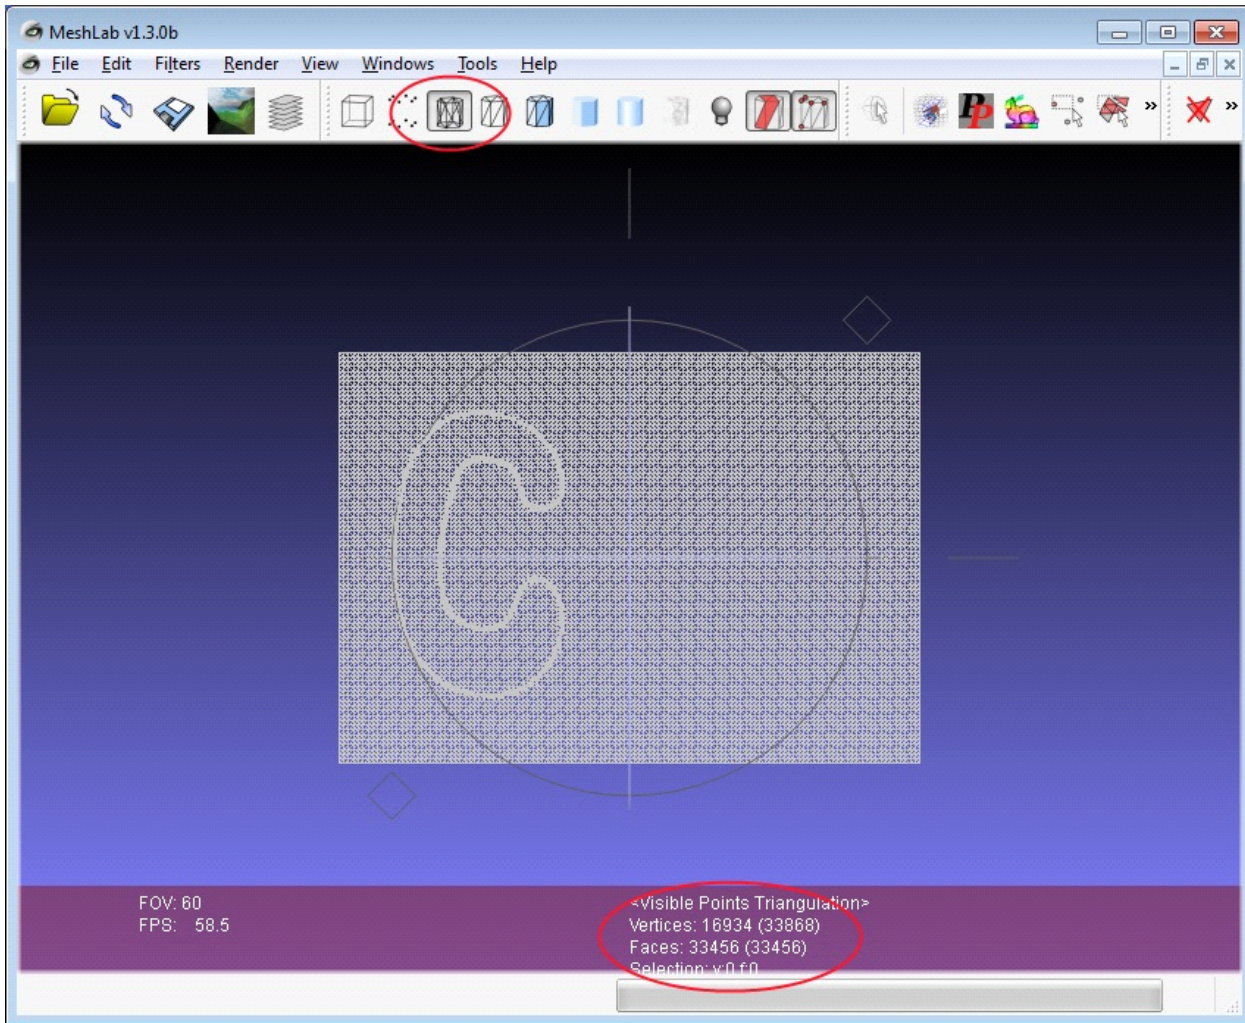 MeshLab v1.3.0b
File Edit Filters Render View Windows Tools Help
PP
FOV: 60
FPS: 58.5
<Visible Points Triangulation>
Vertices: 16934 (33868)
Faces: 33456 (33456)
Selection: v:0 f:0